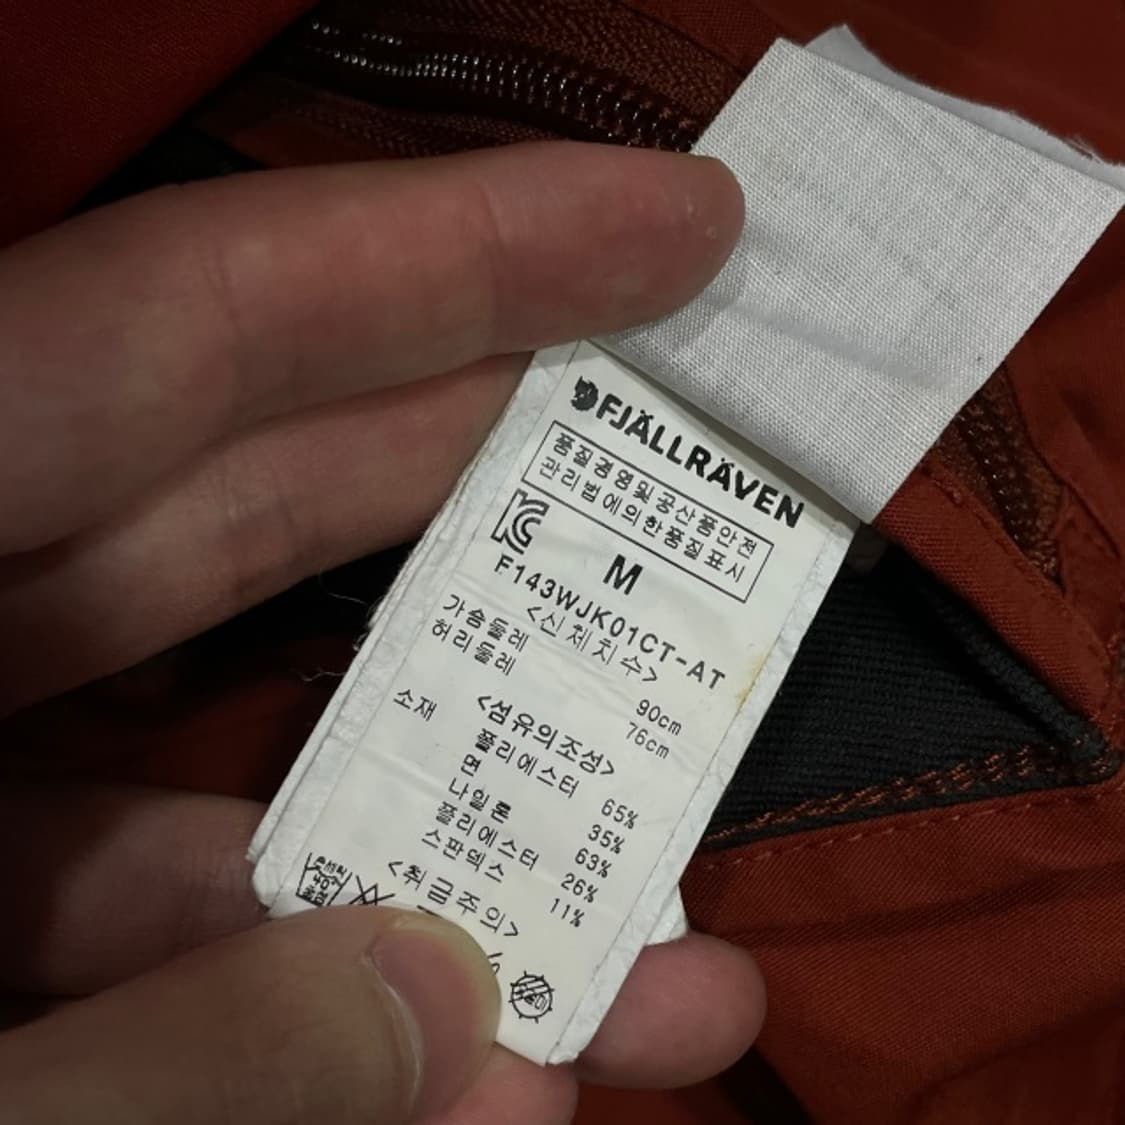 FJÄLLRÄVEN
품질경영및공산품안전
관리법에의한품질표시
M
F143WJK01CT-AT
<신체치수>
가슴둘레 90cm
허리둘레 76cm
<섬유의조성>
소재 폴리에스터 65%
면 35%
나일론 63%
폴리에스터 26%
스판덱스 11%
<취급주의>
40°
중성